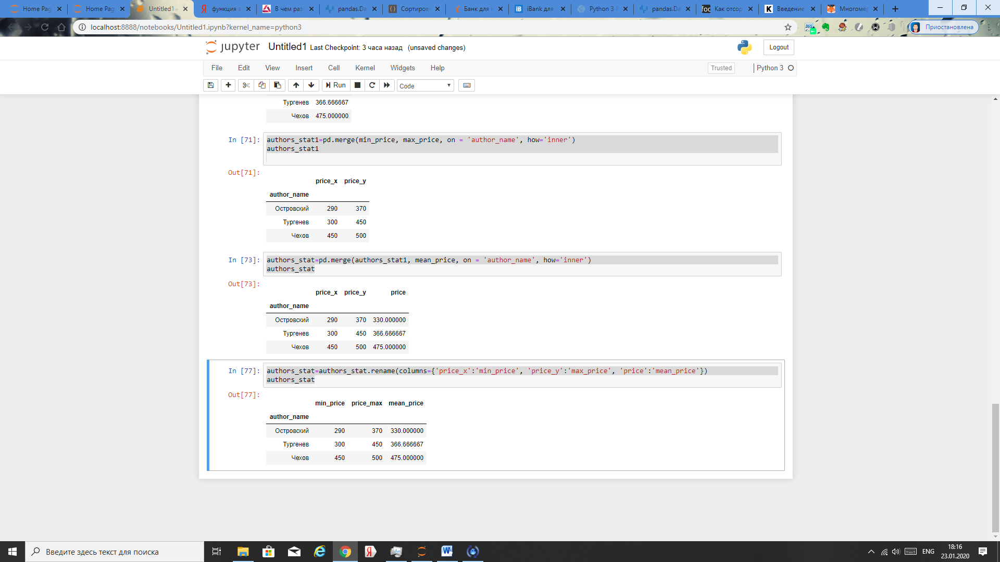 Home Pag
Home Pag
Untitled1 -
функция a
В чем раз
pandas.Da
Сортиров
Банк для к
iBank для
Python 3 F
pandas.Da
Как отсор
Введение
Многомер
localhost:8888/notebooks/Untitled1.ipynb?kernel_name=python3
Приостановлена
jupyter Untitled1 Last Checkpoint: 3 часа назад (unsaved changes)
Logout
File Edit View Insert Cell Kernel Widgets Help
Trusted
Python 3
Run
Code
Тургенев 366.666667
Чехов 475.000000
In [71]: authors_stat1=pd.merge(min_price, max_price, on = 'author_name', how='inner')
authors_stat1
Out[71]:
price_x price_y
author_name
Островский 290 370
Тургенев 300 450
Чехов 450 500
In [73]: authors_stat=pd.merge(authors_stat1, mean_price, on = 'author_name', how='inner')
authors_stat
Out[73]:
price_x price_y price
author_name
Островский 290 370 330.000000
Тургенев 300 450 366.666667
Чехов 450 500 475.000000
In [77]: authors_stat=authors_stat.rename(columns={'price_x':'min_price', 'price_y':'max_price', 'price':'mean_price'})
authors_stat
Out[77]:
min_price price_max mean_price
author_name
Островский 290 370 330.000000
Тургенев 300 450 366.666667
Чехов 450 500 475.000000
Введите здесь текст для поиска
ENG
18:16
23.01.2020